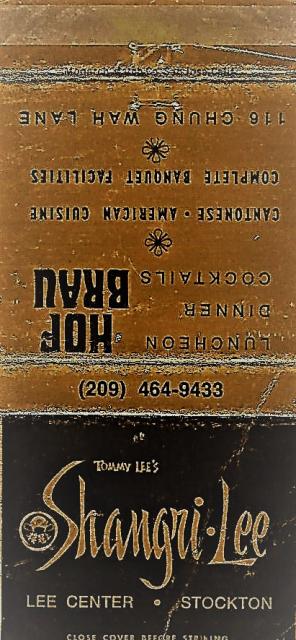 116 CHUNG WAH LANE
COMPLETE BANQUET FACILITIES
CANTONESE • AMERICAN CUISINE
HOF BRAU
LUNCHEON
DINNER
COCKTAILS
(209) 464-9433
TOMMY LEE'S
Shangri-Lee
LEE CENTER • STOCKTON
CLOSE COVER BEFORE STRIKING